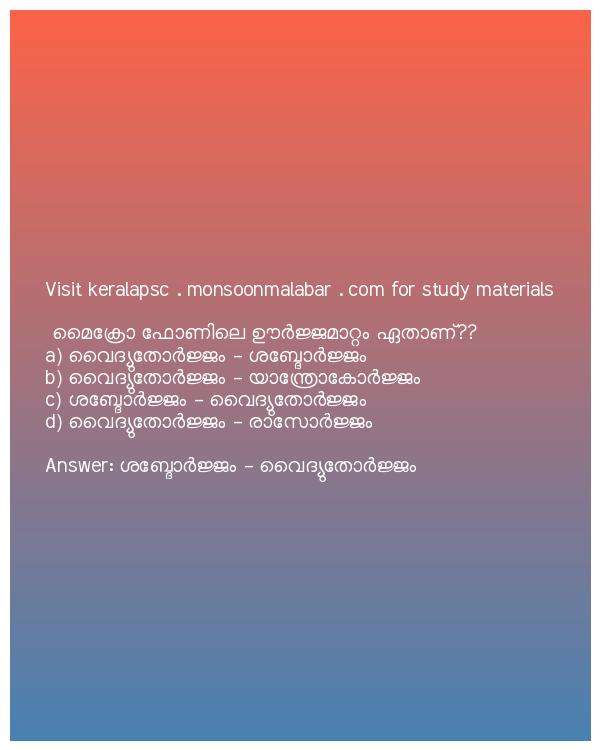 Visit keralapsc . monsoonmalabar . com for study materials
മൈക്രോ ഫോണിലെ ഊർജ്ജമാറ്റം ഏതാണ്??
a) വൈദ്യുതോർജ്ജം - ശബ്ദോർജ്ജം
b) വൈദ്യുതോർജ്ജം - യാന്ത്രോകോർജ്ജം
c) ശബ്ദോർജ്ജം - വൈദ്യുതോർജ്ജം
d) വൈദ്യുതോർജ്ജം - രാസോർജ്ജം
Answer: ശബ്ദോർജ്ജം - വൈദ്യുതോർജ്ജം